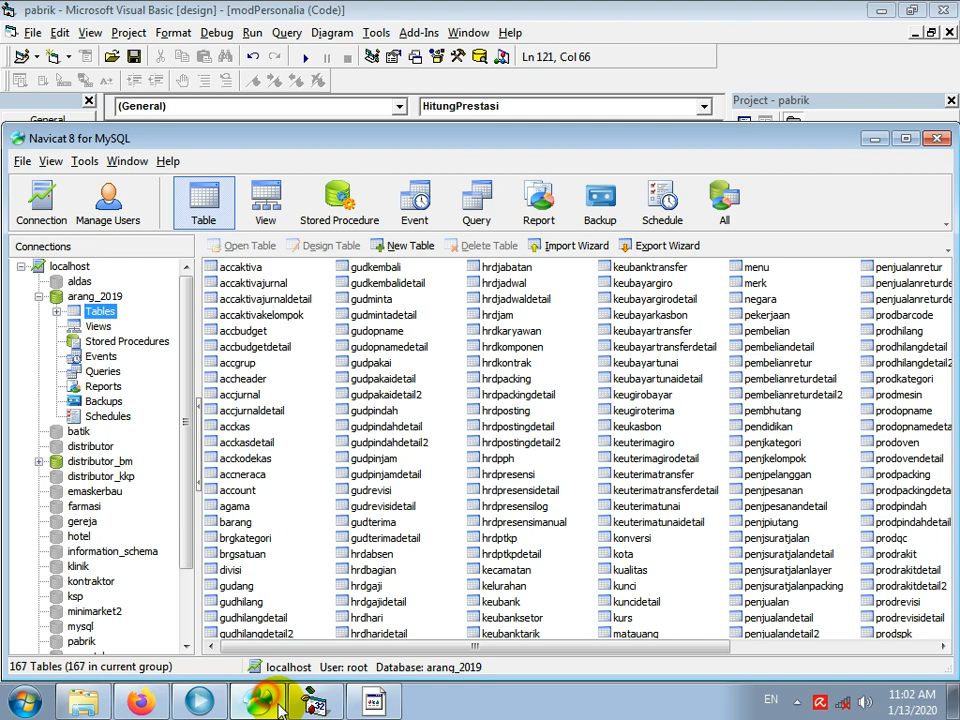 pabrik - Microsoft Visual Basic [design] - [modPersonalia (Code)]
File Edit View Project Format Debug Run Query Diagram Tools Add-Ins Window Help
Ln 121, Col 66
General
(General)
HitungPrestasi
Project - pabrik
Navicat 8 for MySQL
File View Tools Window Help
Connection Manage Users Table View Stored Procedure Event Query Report Backup Schedule All
Connections
Open Table Design Table New Table Delete Table Import Wizard Export Wizard
localhost
aldas
arang_2019
Tables
Views
Stored Procedures
Events
Queries
Reports
Backups
Schedules
batik
distributor
distributor_bm
distributor_kkp
emaskerbau
farmasi
gereja
hotel
information_schema
klinik
kontraktor
ksp
minimarket2
mysql
pabrik
accaktiva
accaktivajurnal
accaktivajurnaldetail
accaktivakelompok
accbudget
accbudgetdetail
accgrup
accheader
accjurnal
accjurnaldetail
acckas
acckasdetail
acckodekas
accneraca
account
agama
barang
brgkategori
brgsatuan
divisi
gudang
gudhilang
gudhilangdetail
gudhilangdetail2
gudkembali
gudkembalidetail
gudminta
gudmintadetail
gudopname
gudopnamedetail
gudpakai
gudpakaidetail
gudpakaidetail2
gudpindah
gudpindahdetail
gudpindahdetail2
gudpinjam
gudpinjamdetail
gudrevisi
gudrevisidetail
gudterima
gudterimadetail
hrdabsen
hrdbagian
hrdgaji
hrdgajidetail
hrdhari
hrdharidetail
hrdjabatan
hrdjadwal
hrdjadwaldetail
hrdjam
hrdkaryawan
hrdkomponen
hrdkontrak
hrdpacking
hrdpackingdetail
hrdposting
hrdpostingdetail
hrdpostingdetail2
hrdpph
hrdpresensi
hrdpresensidetail
hrdpresensilog
hrdpresensimanual
hrdptkp
hrdptkpdetail
kecamatan
kelurahan
keubank
keubanksetor
keubanktarik
keubanktransfer
keubayargiro
keubayargirodetail
keubayarkasbon
keubayartransfer
keubayartransferdetail
keubayartunai
keubayartunaidetail
keugirobayar
keugiroterima
keukasbon
keuterimagiro
keuterimagirodetail
keuterimatransfer
keuterimatransferdetail
keuterimatunai
keuterimatunaidetail
konversi
kota
kualitas
kunci
kuncidetail
kurs
matauang
menu
merk
negara
pekerjaan
pembelian
pembeliandetail
pembelianretur
pembelianreturdetail
pembelianreturdetail2
pembhutang
pendidikan
penjkategori
penjkelompok
penjpelanggan
penjpesanan
penjpesanandetail
penjpiutang
penjsuratjalan
penjsuratjalandetail
penjsuratjalanlayer
penjsuratjalanpacking
penjualan
penjualandetail
penjualandetail2
penjualanretur
penjualanreturde
penjualanreturde
prodbarcode
prodhilang
prodhilangdetail
prodhilangdetail2
prodkategori
prodmesin
prodopname
prodopnamedeta
prodoven
prodovendetail
prodpacking
prodpackingdeta
prodpindah
prodpindahdetail
prodqc
prodrakit
prodrakitdetail
prodrakitdetail2
prodrevisi
prodrevisidetail
prodspk
167 Tables (167 in current group)
localhost User: root Database: arang_2019
EN
11:02 AM
1/13/2020